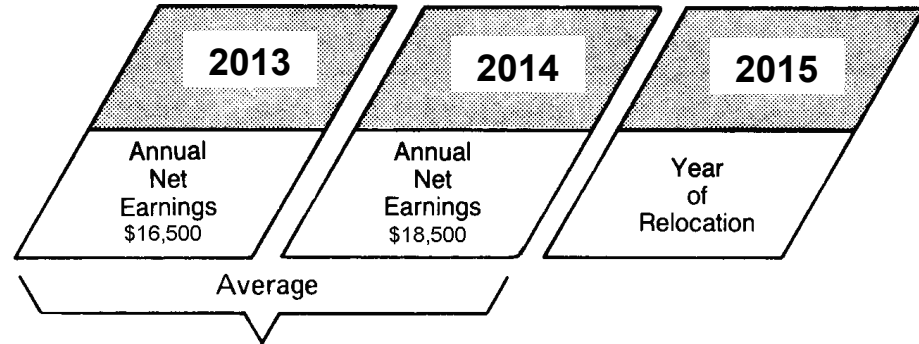 2013
Annual
Net
Earnings
$16,500
2014
Annual
Net
Earnings
$18,500
2015
Year
of
Relocation
Average